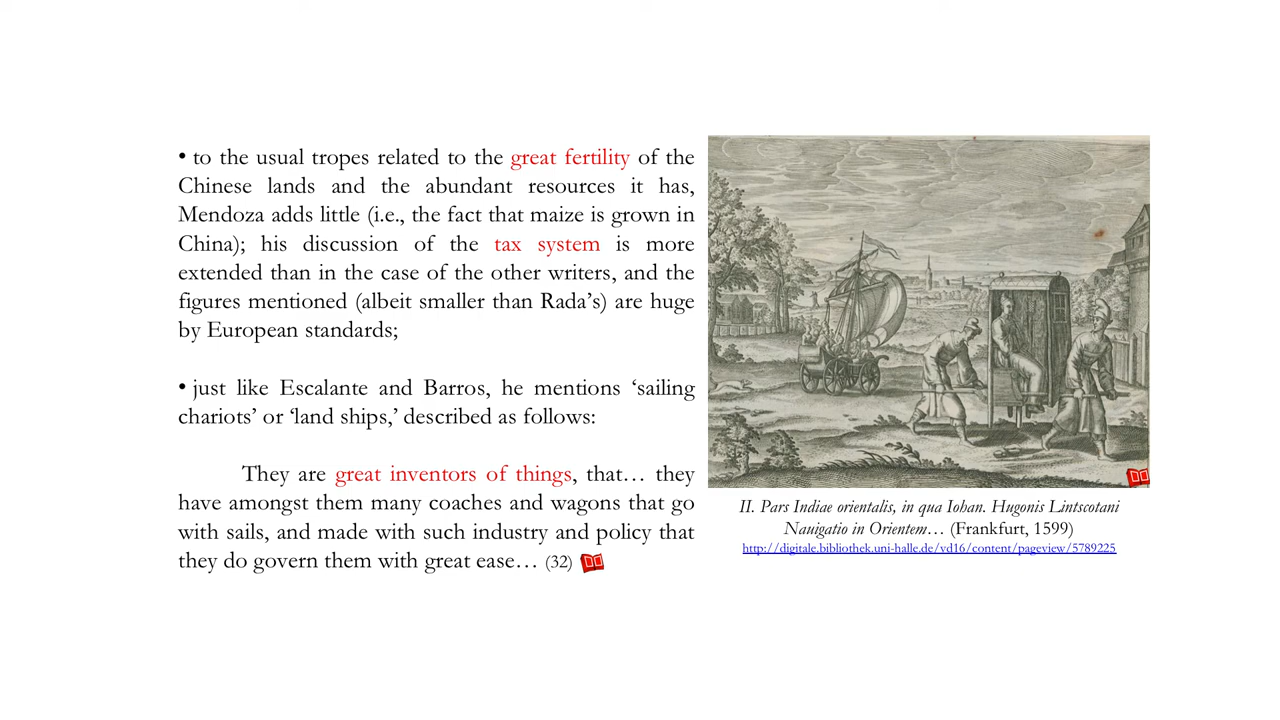 • to the usual tropes related to the great fertility of the
Chinese lands and the abundant resources it has,
Mendoza adds little (i.e., the fact that maize is grown in
China); his discussion of the tax system is more
extended than in the case of the other writers, and the
figures mentioned (albeit smaller than Rada’s) are huge
by European standards;
• just like Escalante and Barros, he mentions ‘sailing
chariots’ or ‘land ships,’ described as follows:
They are great inventors of things, that… they
have amongst them many coaches and wagons that go
with sails, and made with such industry and policy that
they do govern them with great ease… (32)
II. Pars Indiae orientalis, in qua Iohan. Hugonis Lintscotani
Nauigatio in Orientem… (Frankfurt, 1599)
http://digitale.bibliothek.uni-halle.de/vd16/content/pageview/5789225